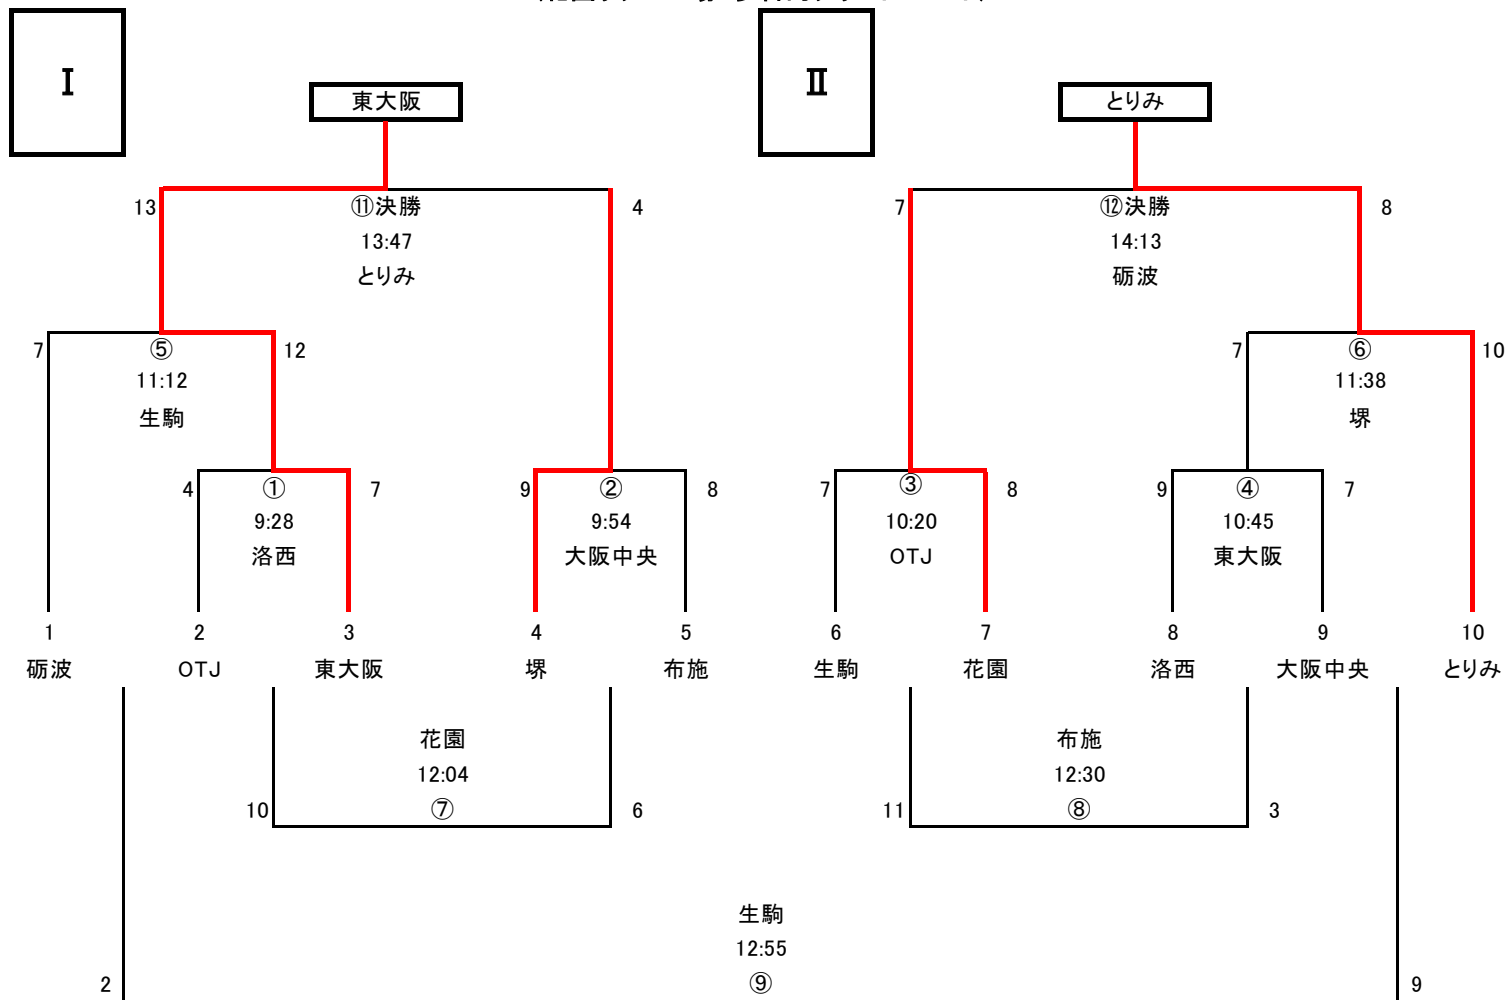 I II
東大阪 とりみ
13 ⑪決勝 4 7 ⑫決勝 8
13:47 14:13
とりみ 砺波
7 ⑤ 12 7 ⑥ 10
11:12 11:38
生駒 堺
4 ① 7 9 ② 8 7 ③ 8 9 ④ 7
9:28 9:54 10:20 10:45
洛西 大阪中央 OTJ 東大阪
1 2 3 4 5 6 7 8 9 10
砺波 OTJ 東大阪 堺 布施 生駒 花園 洛西 大阪中央 とりみ
花園 布施
12:04 12:30
10 ⑦ 6 11 ⑧ 3
生駒
12:55
2 ⑨ 9